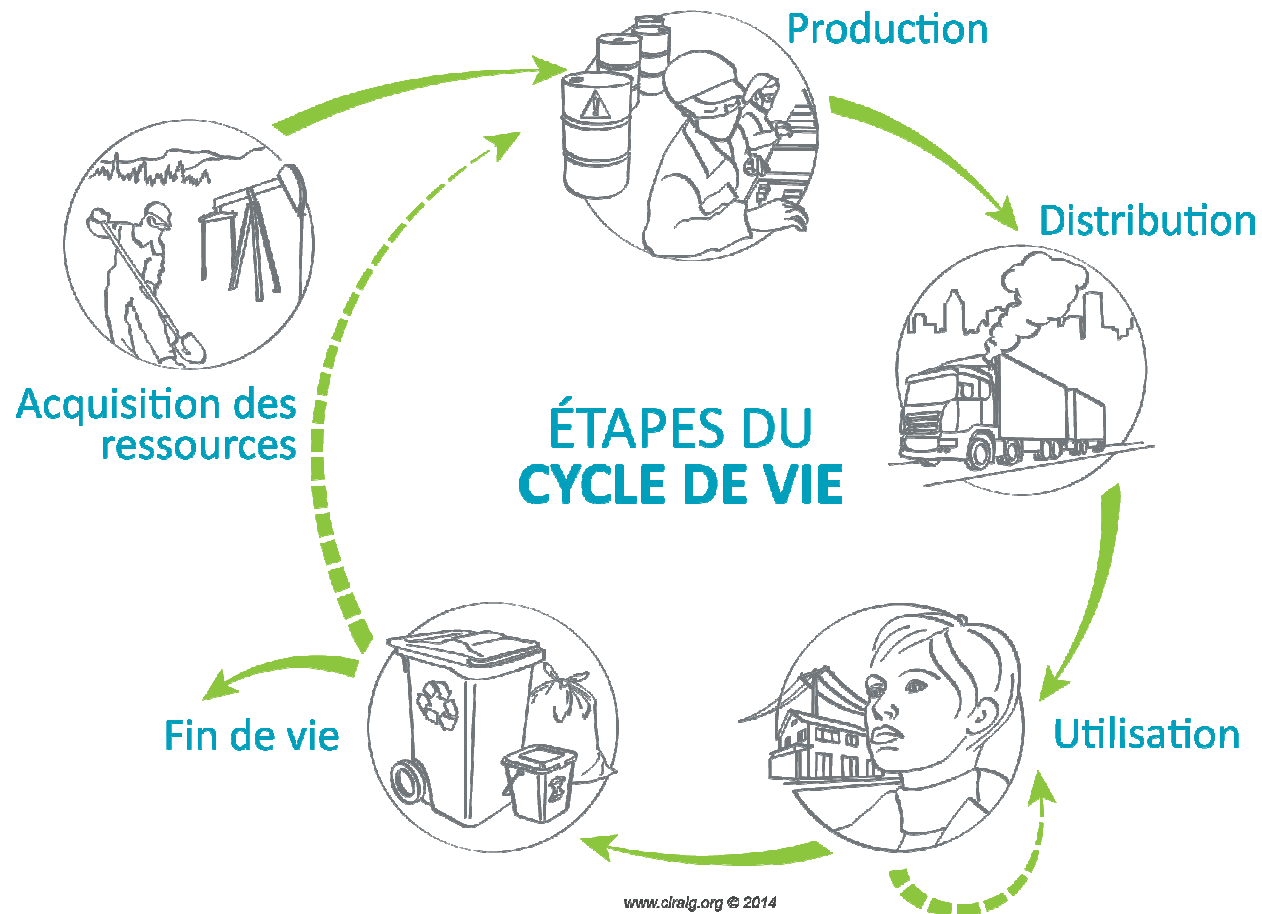 Production
Distribution
Acquisition des
ressources
ÉTAPES DU
CYCLE DE VIE
Fin de vie
Utilisation
www.ciraig.org © 2014